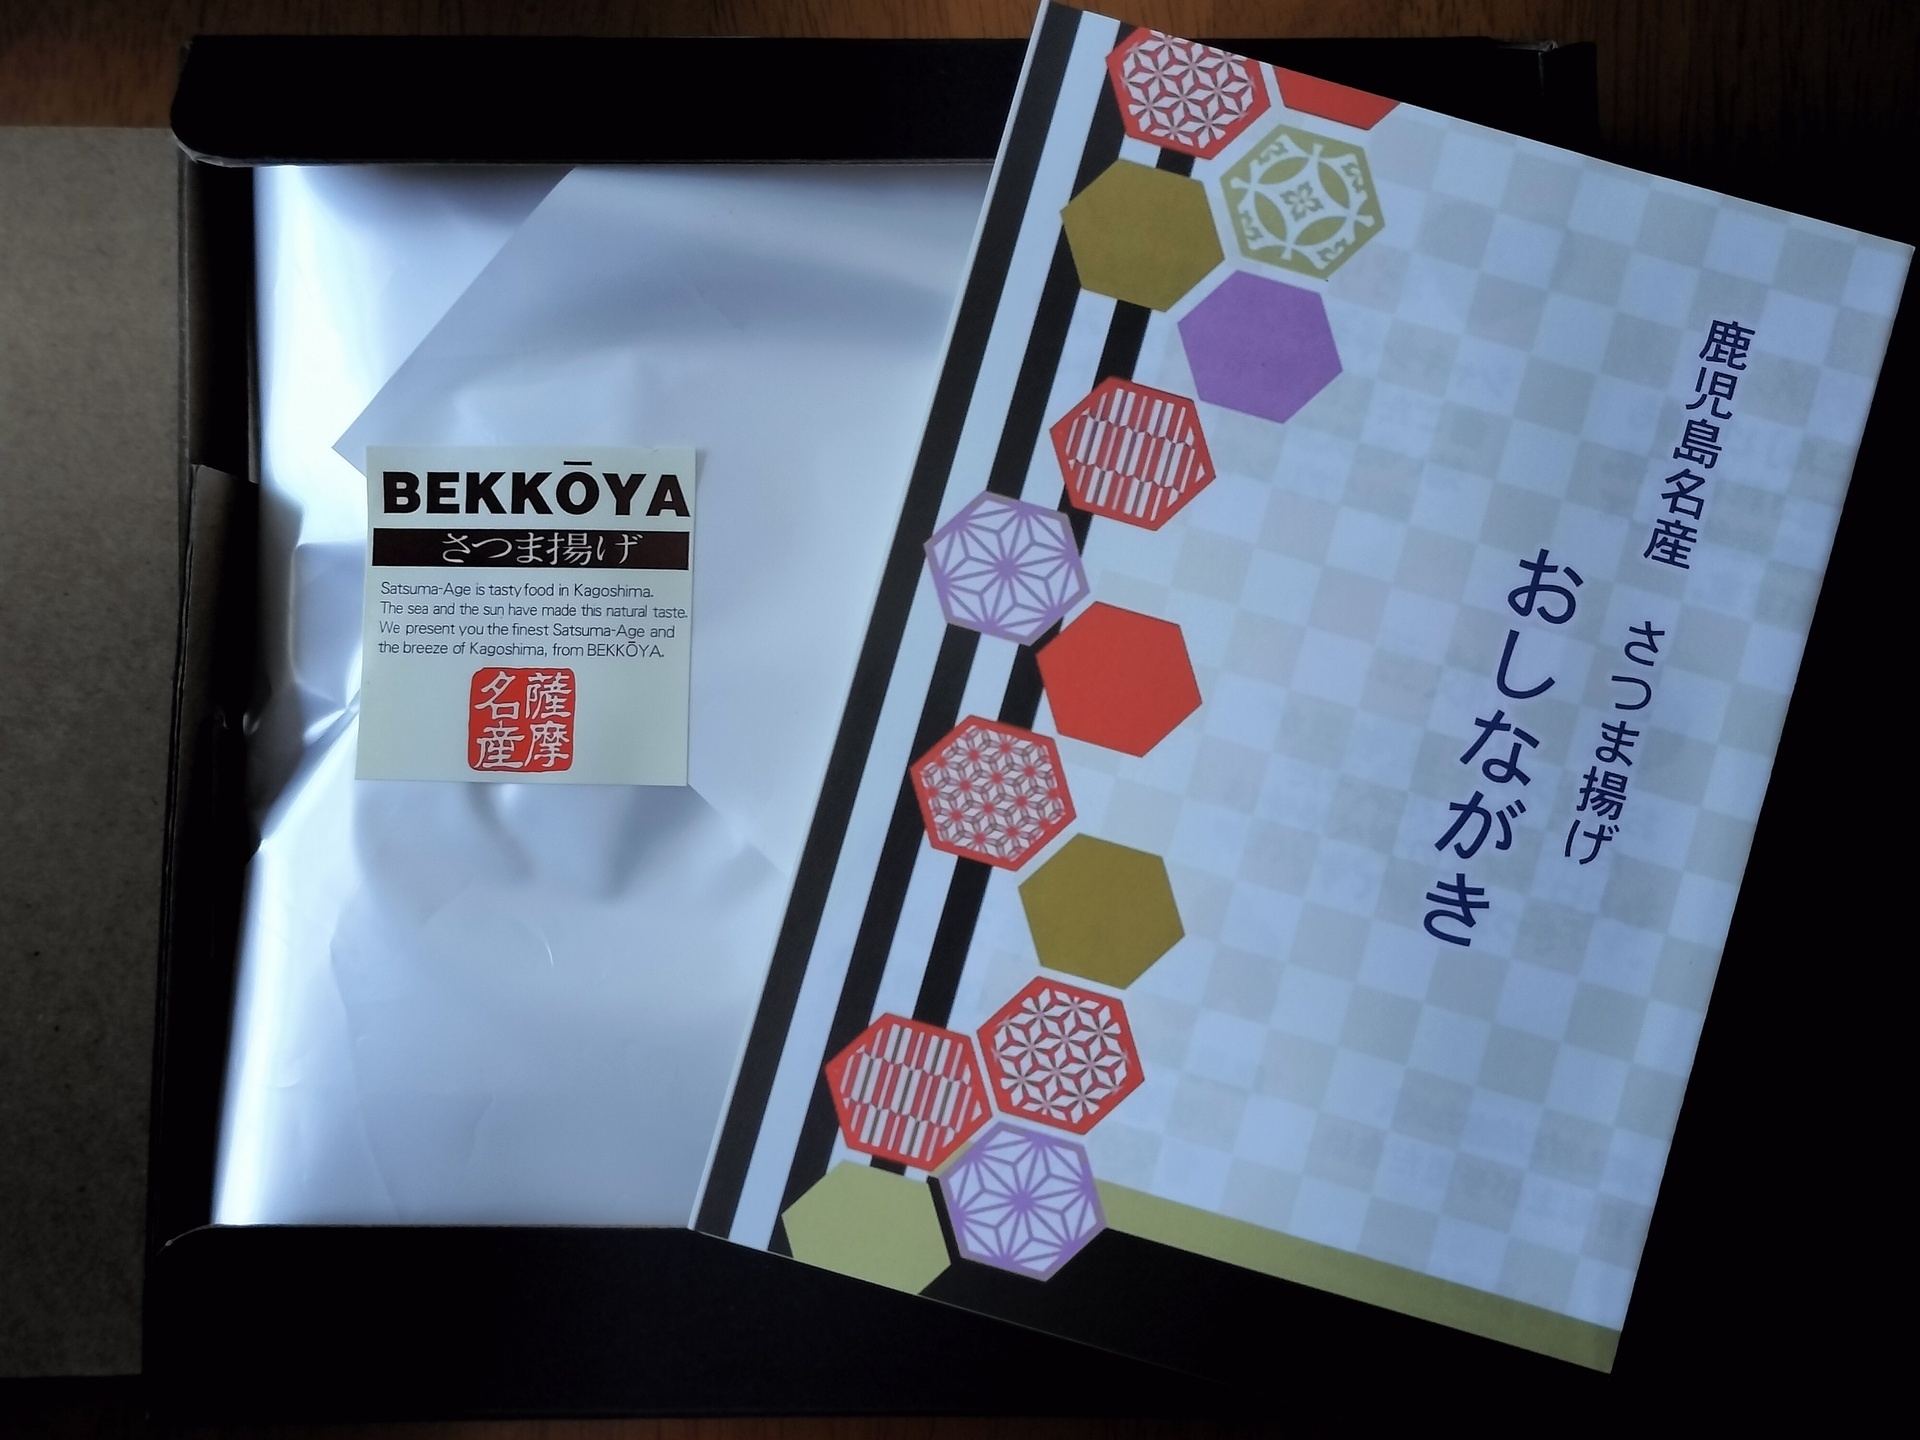 BEKKŌYA
さつま揚げ
Satsuma-Age is tasty food in Kagoshima.
The sea and the sun have made this natural taste.
We present you the finest Satsuma-Age and
the breeze of Kagoshima, from BEKKŌYA.
薩摩
名産
鹿児島名産 さつま揚げ
おしながき